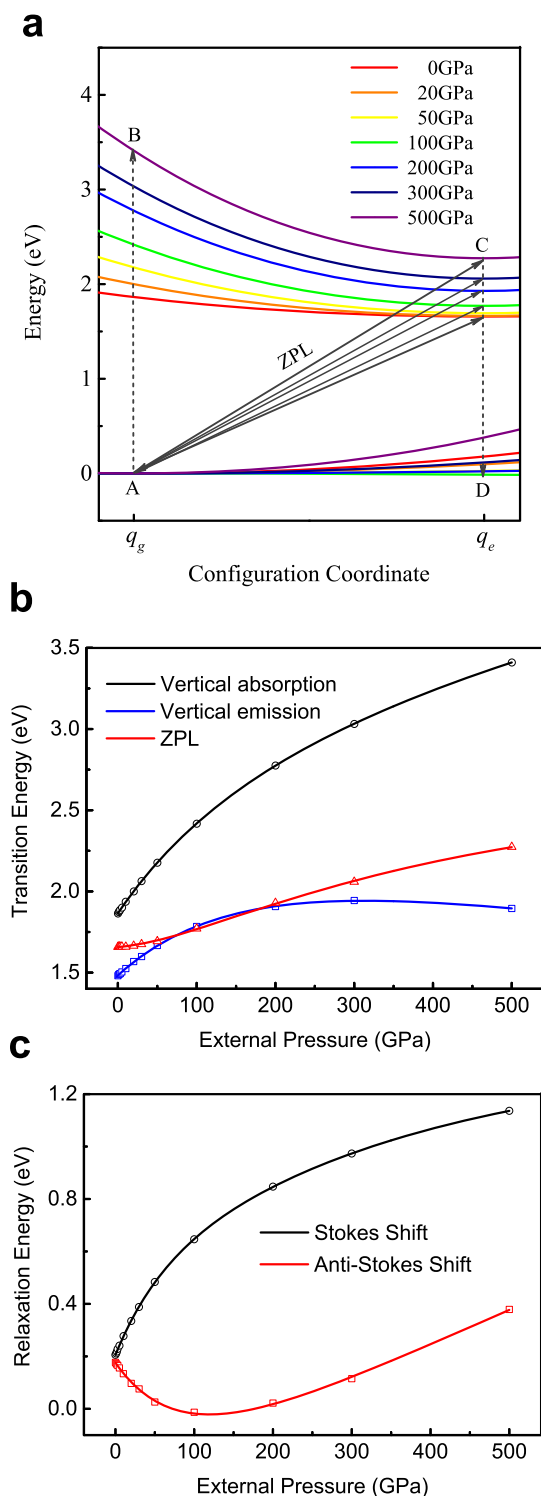 a
0GPa
20GPa
50GPa
100GPa
200GPa
300GPa
500GPa
4
3
2
1
0
Energy (eV)
B
C
ZPL
A
D
q_g
q_e
Configuration Coordinate
b
3.5
3.0
2.5
2.0
1.5
Transition Energy (eV)
Vertical absorption
Vertical emission
ZPL
0 100 200 300 400 500
External Pressure (GPa)
c
1.2
0.8
0.4
0.0
Relaxation Energy (eV)
Stokes Shift
Anti-Stokes Shift
0 100 200 300 400 500
External Pressure (GPa)